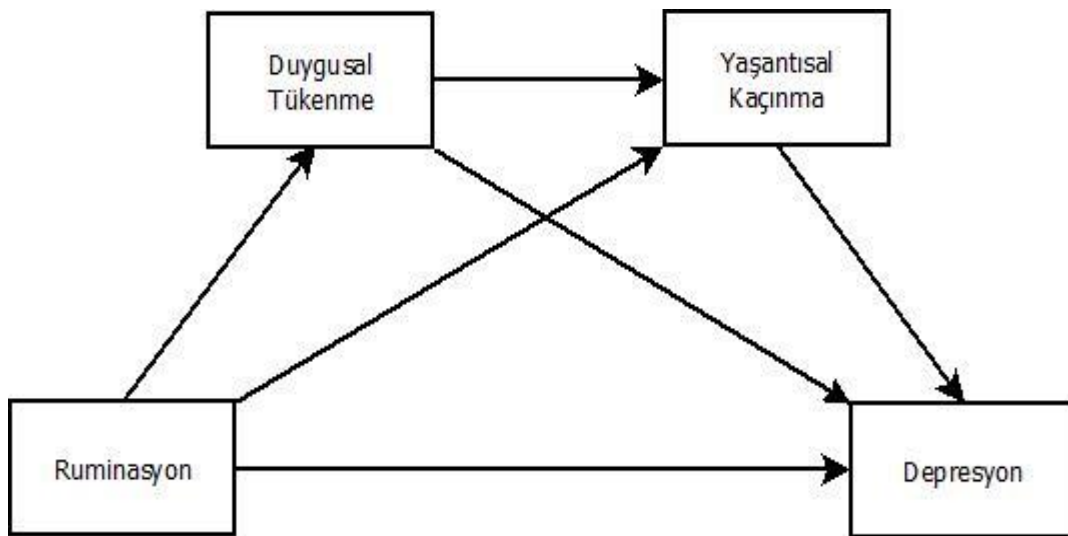 Duygusal
Tükenme
Yaşantısal
Kaçınma
Ruminasyon
Depresyon